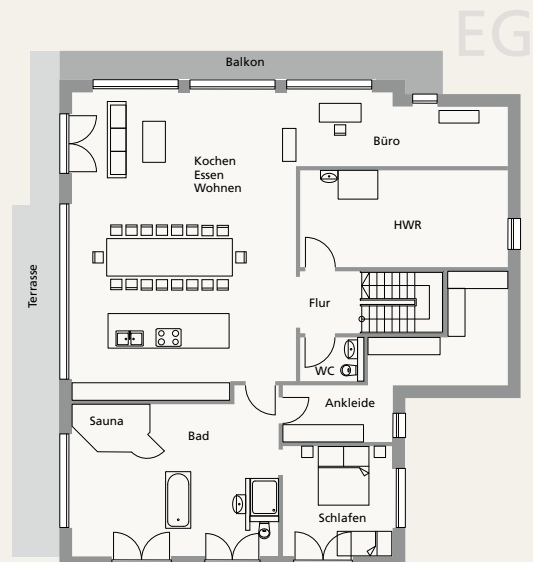 EG
Balkon
Büro
Kochen
Essen
Wohnen
HWR
Terrasse
Flur
WC
Ankleide
Sauna
Bad
Schlafen